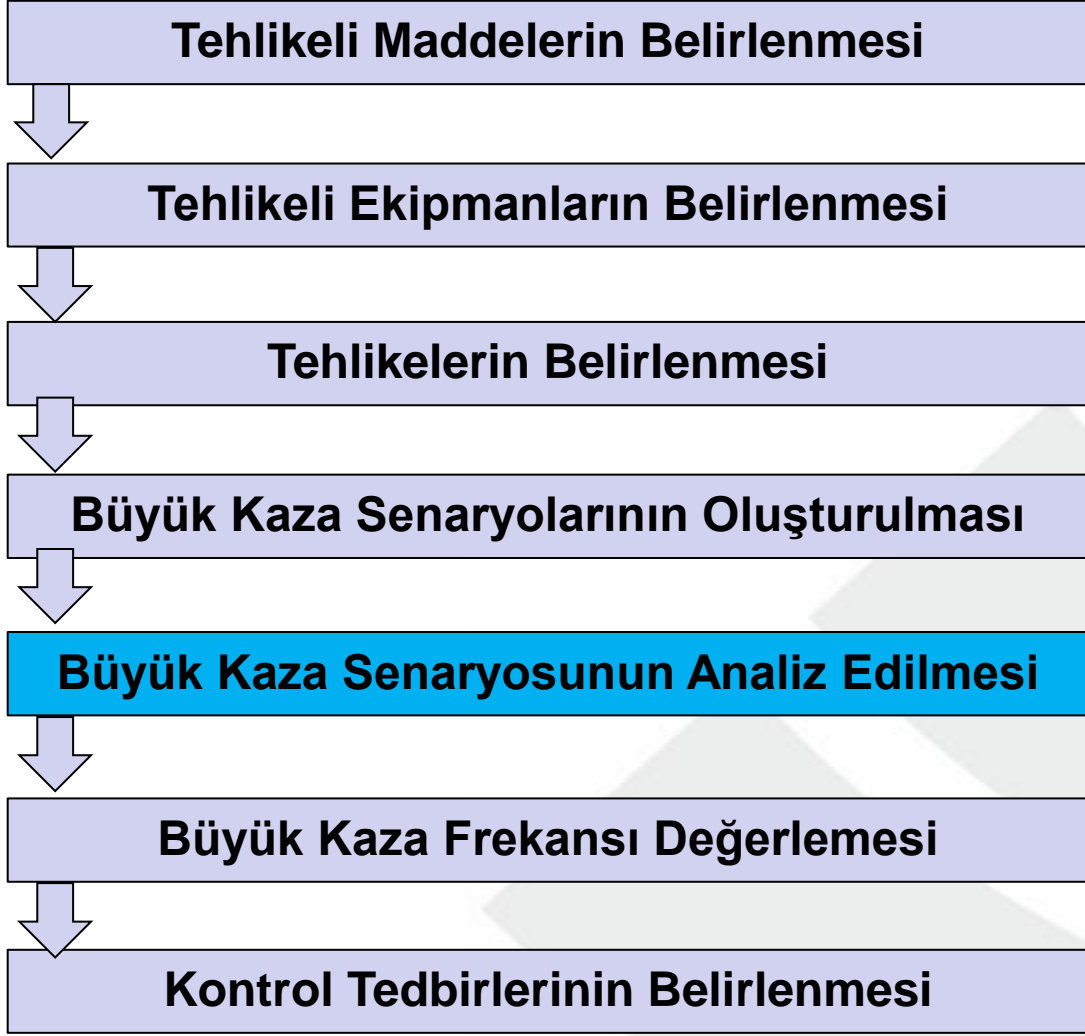 Tehlikeli Maddelerin Belirlenmesi
Tehlikeli Ekipmanların Belirlenmesi
Tehlikelerin Belirlenmesi
Büyük Kaza Senaryolarının Oluşturulması
Büyük Kaza Senaryosunun Analiz Edilmesi
Büyük Kaza Frekansı Değerlemesi
Kontrol Tedbirlerinin Belirlenmesi